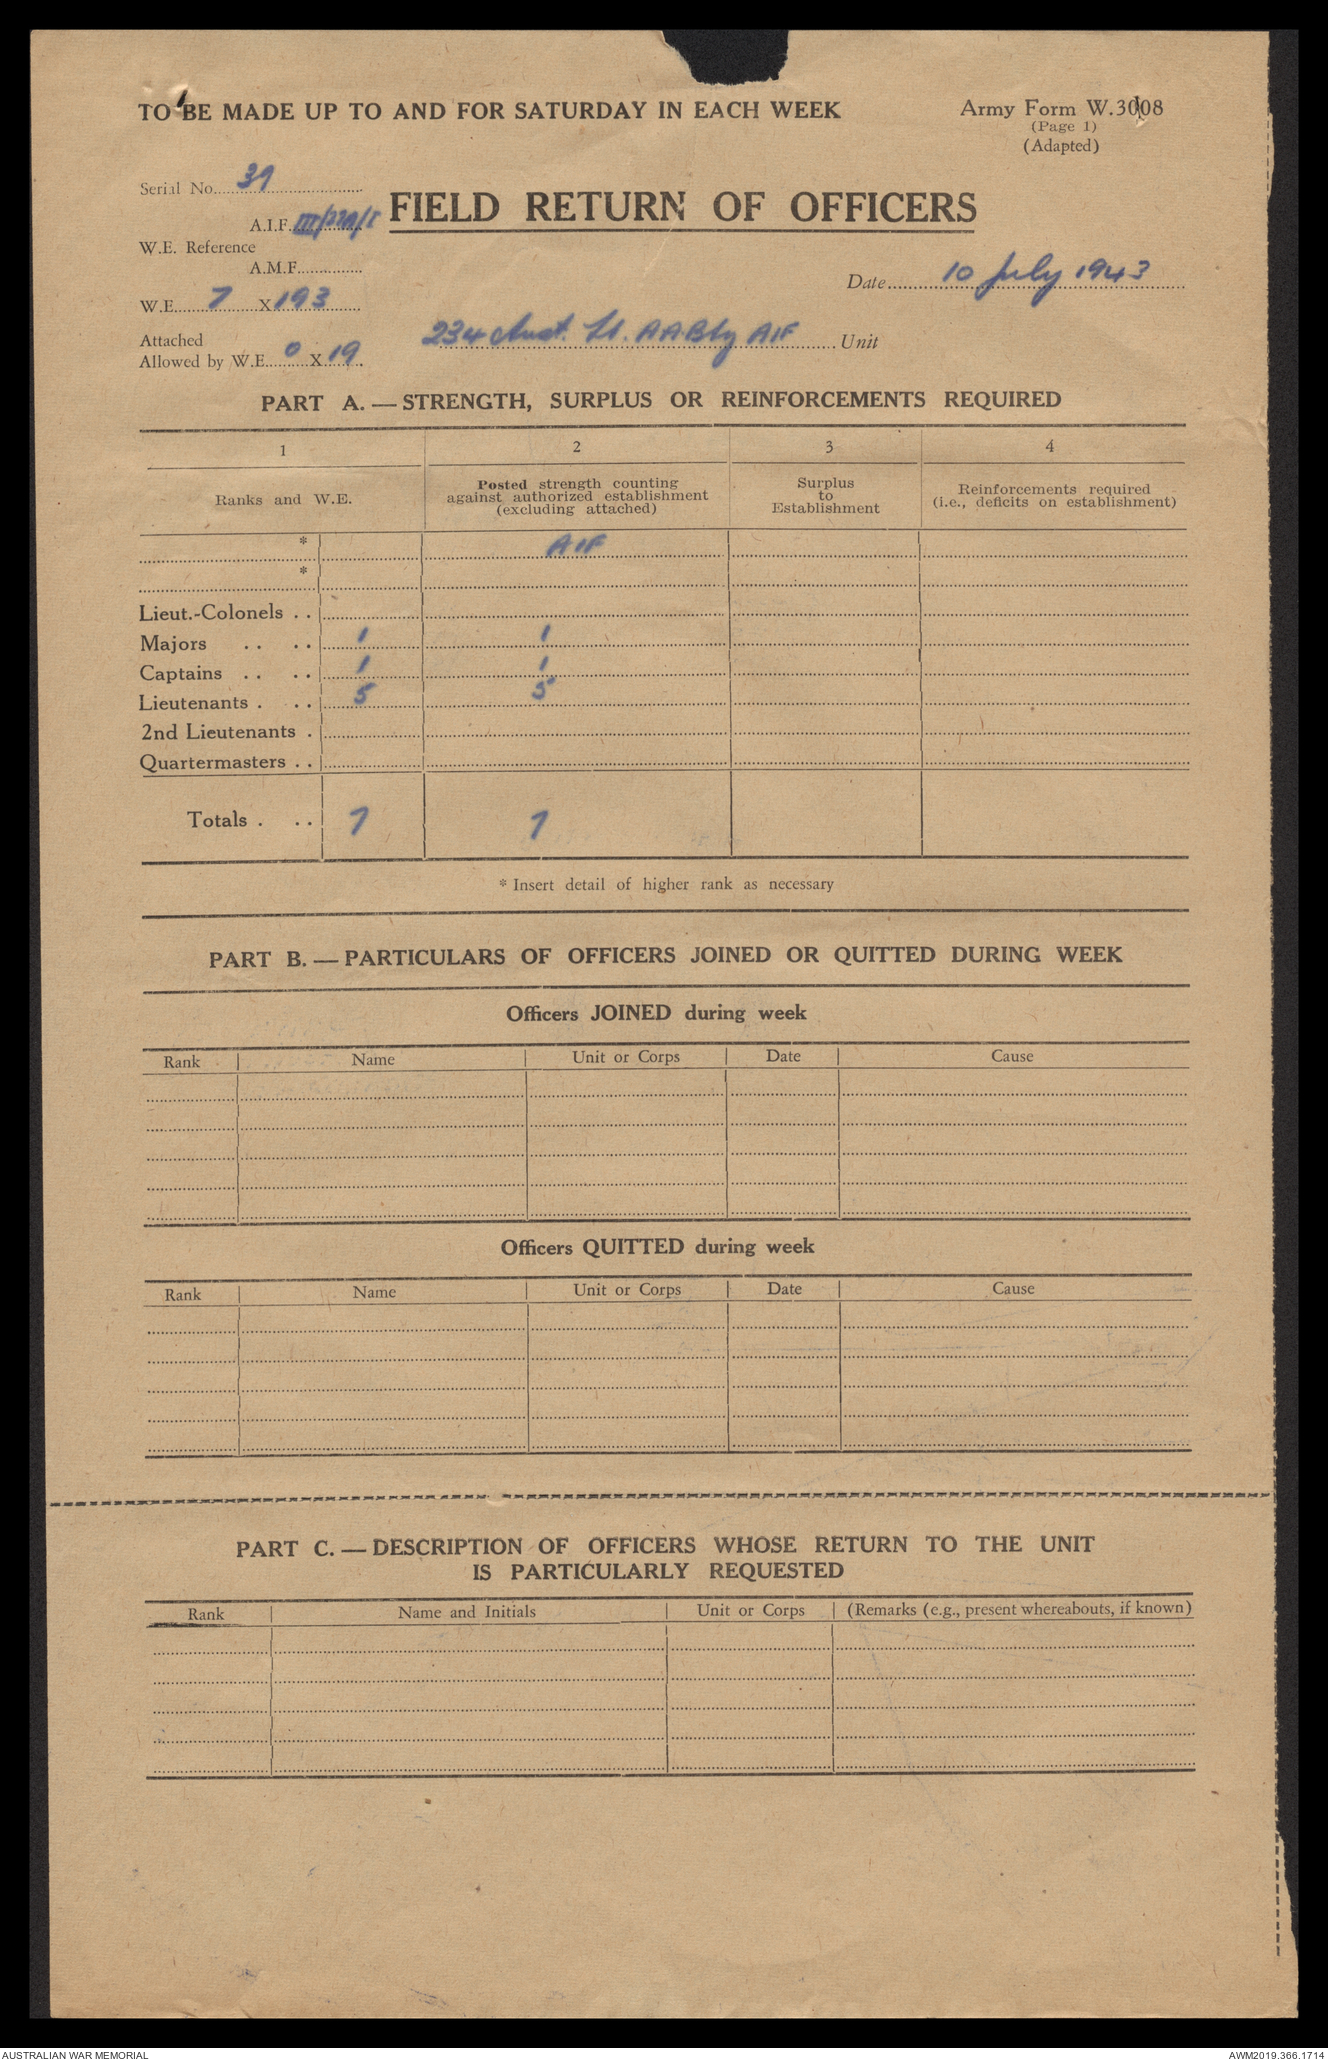 TO BE MADE UP TO AND FOR SATURDAY IN EACH WEEK
Army Form W.3008
(Page 1)
(Adapted)
Serial No. 39
FIELD RETURN OF OFFICERS
A.I.F. III/22A/I
W.E. Reference
A.M.F.
Date 10 July 1943
W.E. 7 X 193
Attached
Allowed by W.E. 0 X 19
234 Aust. Lt. AA Bty AIF Unit
PART A. — STRENGTH, SURPLUS OR REINFORCEMENTS REQUIRED
1 2 3 4
Ranks and W.E. Posted strength counting against authorized establishment (excluding attached) Surplus to Establishment Reinforcements required (i.e., deficits on establishment)
* AIF
*
Lieut.-Colonels . .
Majors . . . . 1 1
Captains . . . . 1 1
Lieutenants . . . 5 5
2nd Lieutenants .
Quartermasters . .
Totals . . . 7 7
* Insert detail of higher rank as necessary
PART B. — PARTICULARS OF OFFICERS JOINED OR QUITTED DURING WEEK
Officers JOINED during week
Rank Name Unit or Corps Date Cause
Officers QUITTED during week
Rank Name Unit or Corps Date Cause
PART C. — DESCRIPTION OF OFFICERS WHOSE RETURN TO THE UNIT
IS PARTICULARLY REQUESTED
Rank Name and Initials Unit or Corps (Remarks (e.g., present whereabouts, if known)
AUSTRALIAN WAR MEMORIAL AWM2019.366.1714